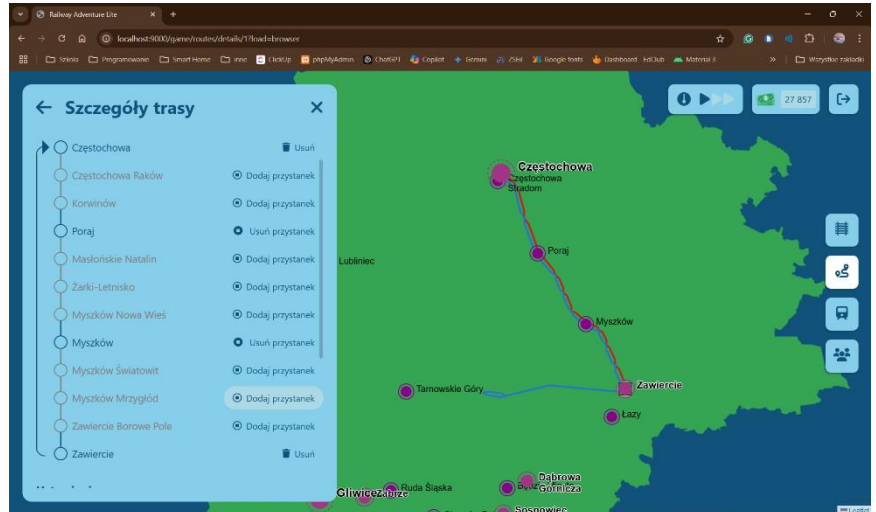 Railway Adventure Lite
localhost:9000/game/routes/details/1?load=browser
Szkoła Programowanie Smart Home inne ClickUp phpMyAdmin ChatGPT Copilot Gemini ZSEil Google fonts Dashboard EdClub Material 3 » Wszystkie zakładki
Szczegóły trasy
27 857
Częstochowa Usuń
Częstochowa Raków Dodaj przystanek
Korwinów Dodaj przystanek
Poraj Usuń przystanek
Masłońskie Natalin Dodaj przystanek
Żarki-Letnisko Dodaj przystanek
Myszków Nowa Wieś Dodaj przystanek
Myszków Usuń przystanek
Myszków Światowit Dodaj przystanek
Myszków Mrzygłód Dodaj przystanek
Zawiercie Borowe Pole Dodaj przystanek
Zawiercie Usuń
Częstochowa
Częstochowa
Stradom
Poraj
Lubliniec
Myszków
Tarnowskie Góry
Zawiercie
Łazy
Gliwice
Zabrze
Ruda Śląska
Dąbrowa
Górnicza
Sosnowiec
Leaflet